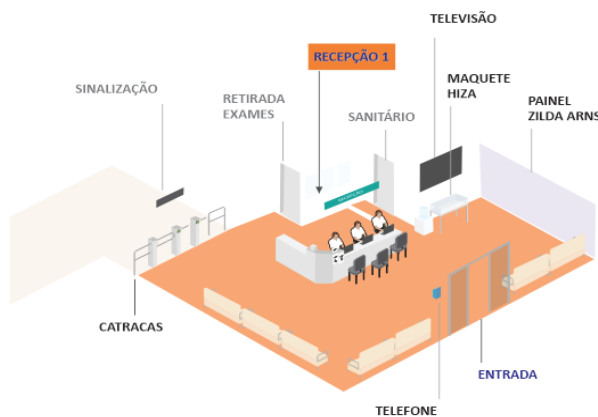 TELEVISÃO
RECEPÇÃO 1
SINALIZAÇÃO
RETIRADA
EXAMES
SANITÁRIO
MAQUETE
HIZA
PAINEL
ZILDA ARNS
CATRACAS
ENTRADA
TELEFONE